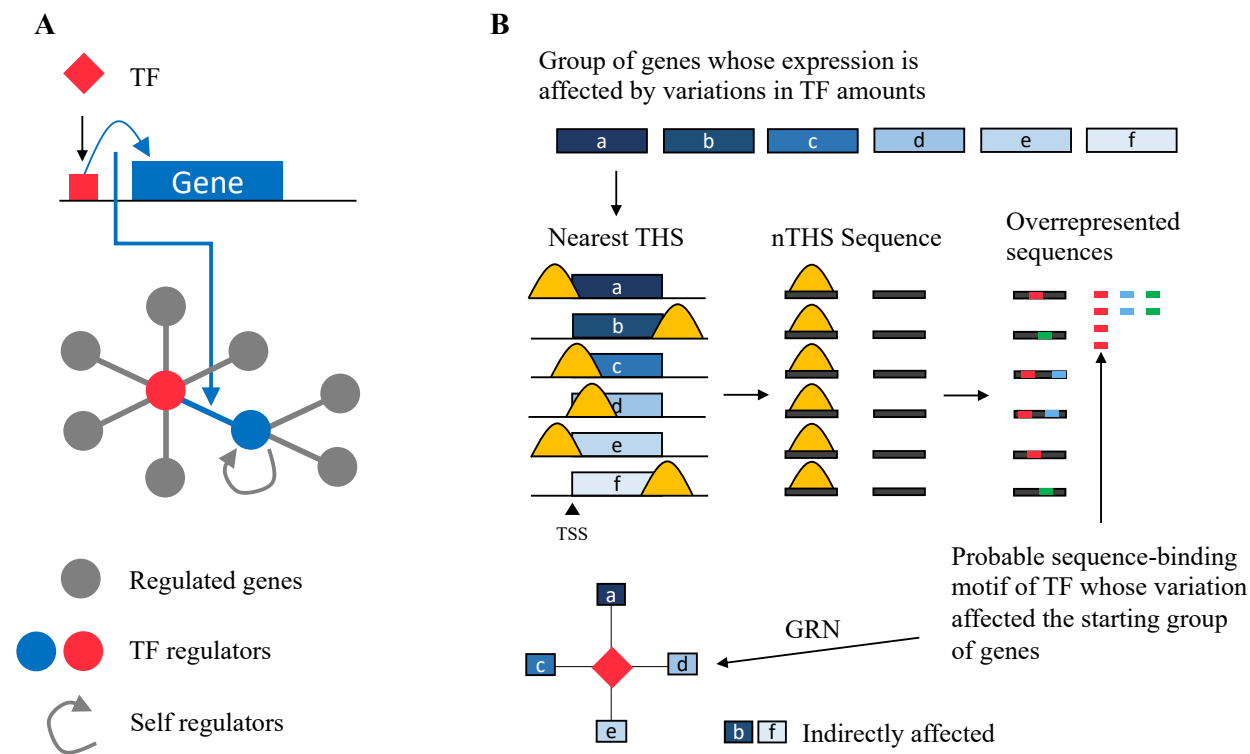 A
TF
Gene
Regulated genes
TF regulators
Self regulators
B
Group of genes whose expression is
affected by variations in TF amounts
a b c d e f
Nearest THS
nTHS Sequence
Overrepresented
sequences
a
b
c
d
e
f
TSS
Probable sequence-binding
motif of TF whose variation
affected the starting group
of genes
GRN
a
c
d
e
b f Indirectly affected